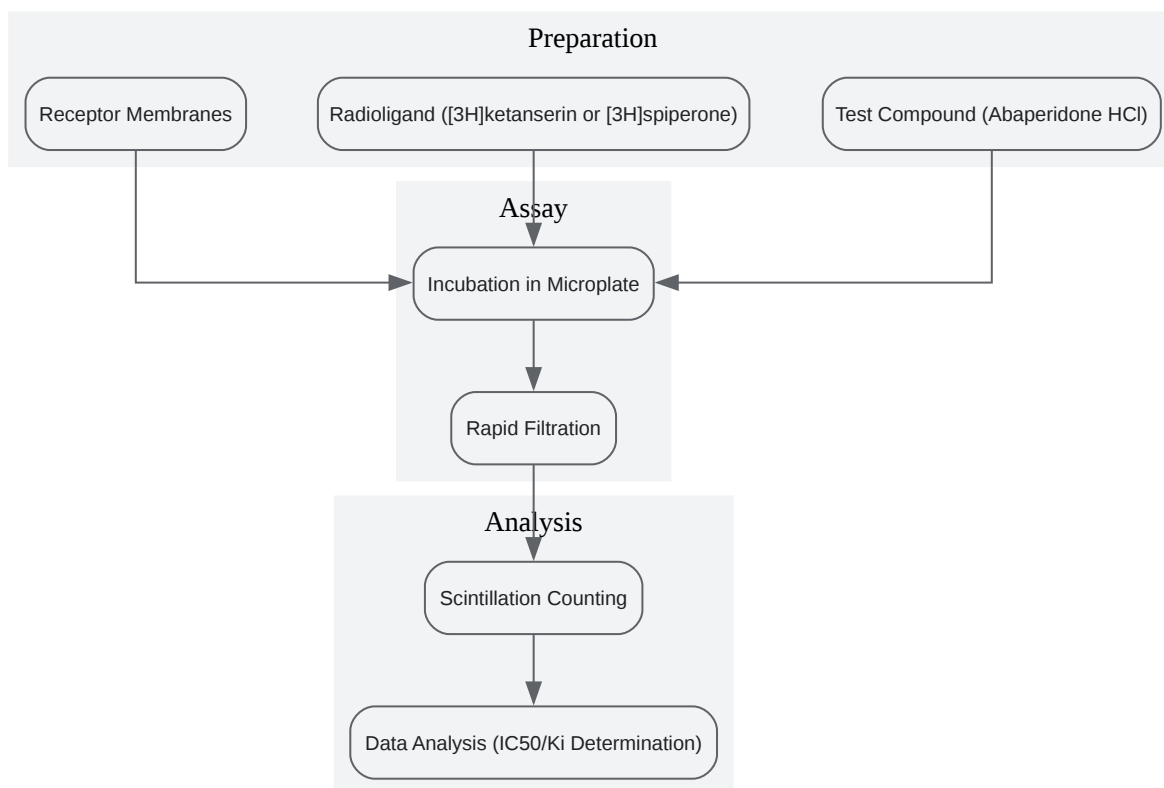 Preparation
Receptor Membranes
Radioligand ([3H]ketanserin or [3H]spiperone)
Test Compound (Abaperidone HCl)
Assay
Incubation in Microplate
Rapid Filtration
Analysis
Scintillation Counting
Data Analysis (IC50/Ki Determination)